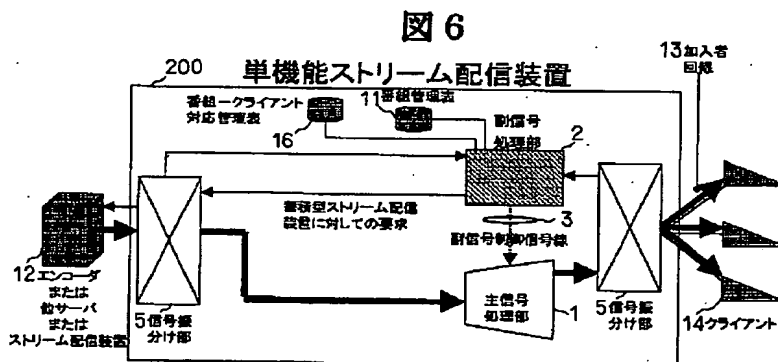 図6
200
単機能ストリーム配信装置
13加入者
回線
番組ークライアント
対応管理表
16
11番組管理表
副信号
処理部
2
蓄積型ストリーム配信
装置に対しての要求
3
副信号制御信号線
12エンコーダ
または
他サーバ
または
ストリーム配信装置
5信号振
分け部
主信号
処理部
1
5信号振
分け部
14クライアント